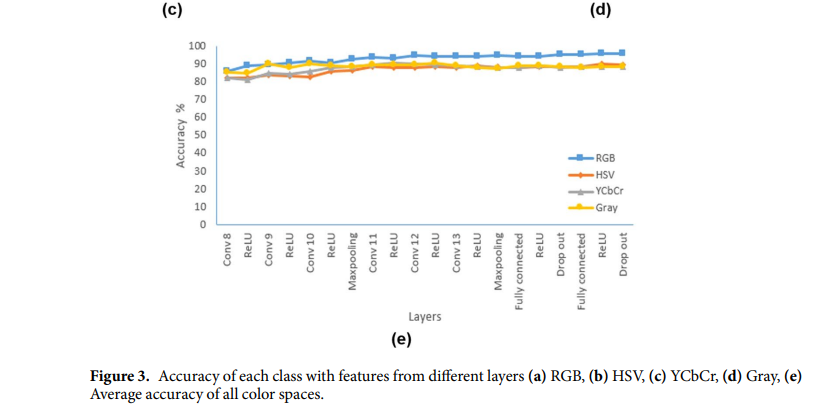 (c)
(d)
100
90
80
70
60
50
40
30
20
10
0
Accuracy %
RGB
HSV
YCbCr
Gray
Conv 8
ReLU
Conv 9
ReLU
Conv 10
ReLU
Maxpooling
Conv 11
ReLU
Conv 12
ReLU
Conv 13
ReLU
Maxpooling
Fully connected
ReLU
Drop out
Fully connected
ReLU
Drop out
Layers
(e)
Figure 3. Accuracy of each class with features from different layers (a) RGB, (b) HSV, (c) YCbCr, (d) Gray, (e)
Average accuracy of all color spaces.